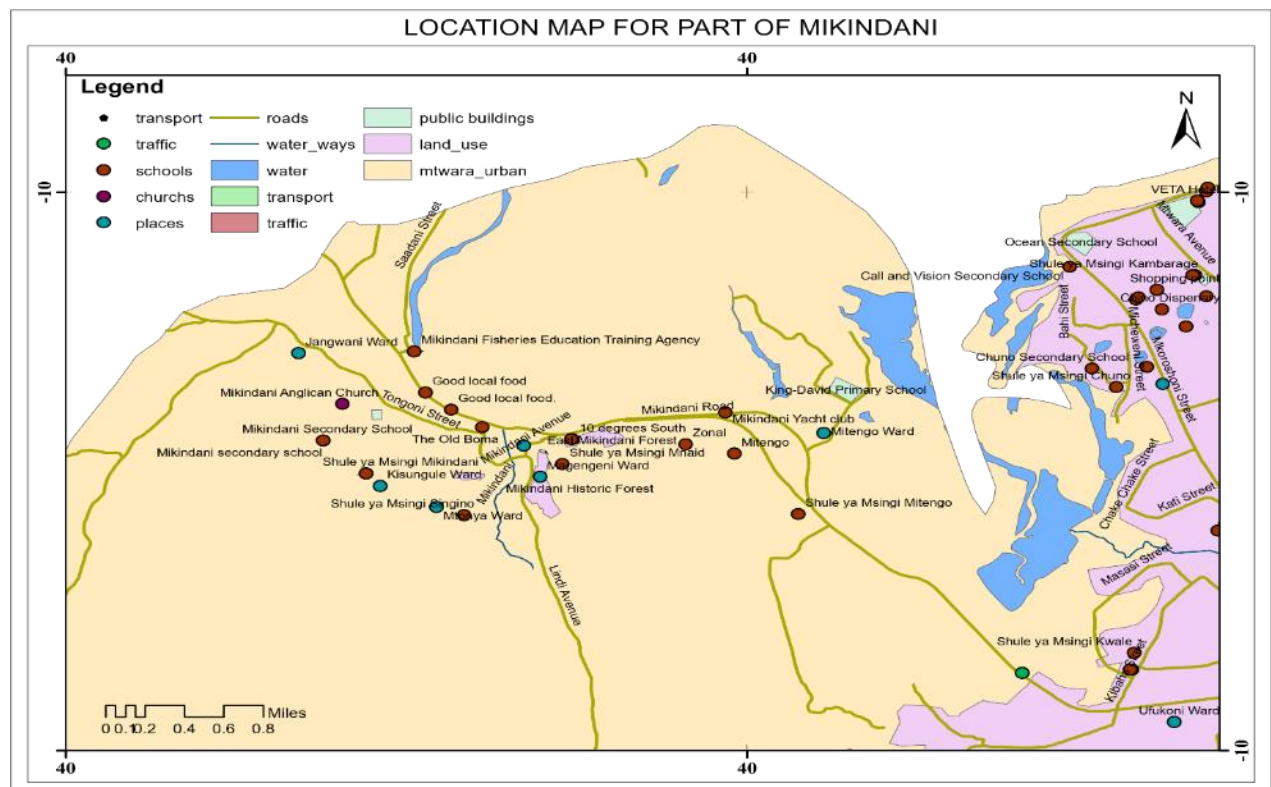 LOCATION MAP FOR PART OF MIKINDANI
40
40
Legend
transport
roads
public buildings
traffic
water_ways
land_use
schools
water
mtwara_urban
churchs
transport
places
traffic
N
-10
-10
VETA Hotel
Mtwara Avenue
Saadani Street
Ocean Secondary School
Shule ya Msingi Kambarage
Call and Vision Secondary School
Shopping Point
Chuno Dispensary
Bahi Street
Micheweni Street
Mkoroshoni Street
Jangwani Ward
Mikindani Fisheries Education Training Agency
Chuno Secondary School
Shule ya Msingi Chuno
Good local food
Mikindani Anglican Church
Tongoni Street
Good local food.
King-David Primary School
Mikindani Road
Mikindani Yacht club
Mikindani Secondary School
The Old Boma
Mikindani Avenue
10 degrees South
East Mikindani Forest
Zonal
Mitengo
Mitengo Ward
Mikindani secondary school
Shule ya Msingi Mikindani
Shule ya Msingi Mnaid
Kisungule Ward
Magengeni Ward
Mikindani
Mikindani Historic Forest
Shule ya Msingi Singino
Mtonya Ward
Shule ya Msingi Mitengo
Chake Chake Street
Kati Street
Masasi Street
Lindi Avenue
Shule ya Msingi Kwale
Kibaha Street
Ufukoni Ward
Miles
0 0.1 0.2 0.4 0.6 0.8
-10
-10
40
40